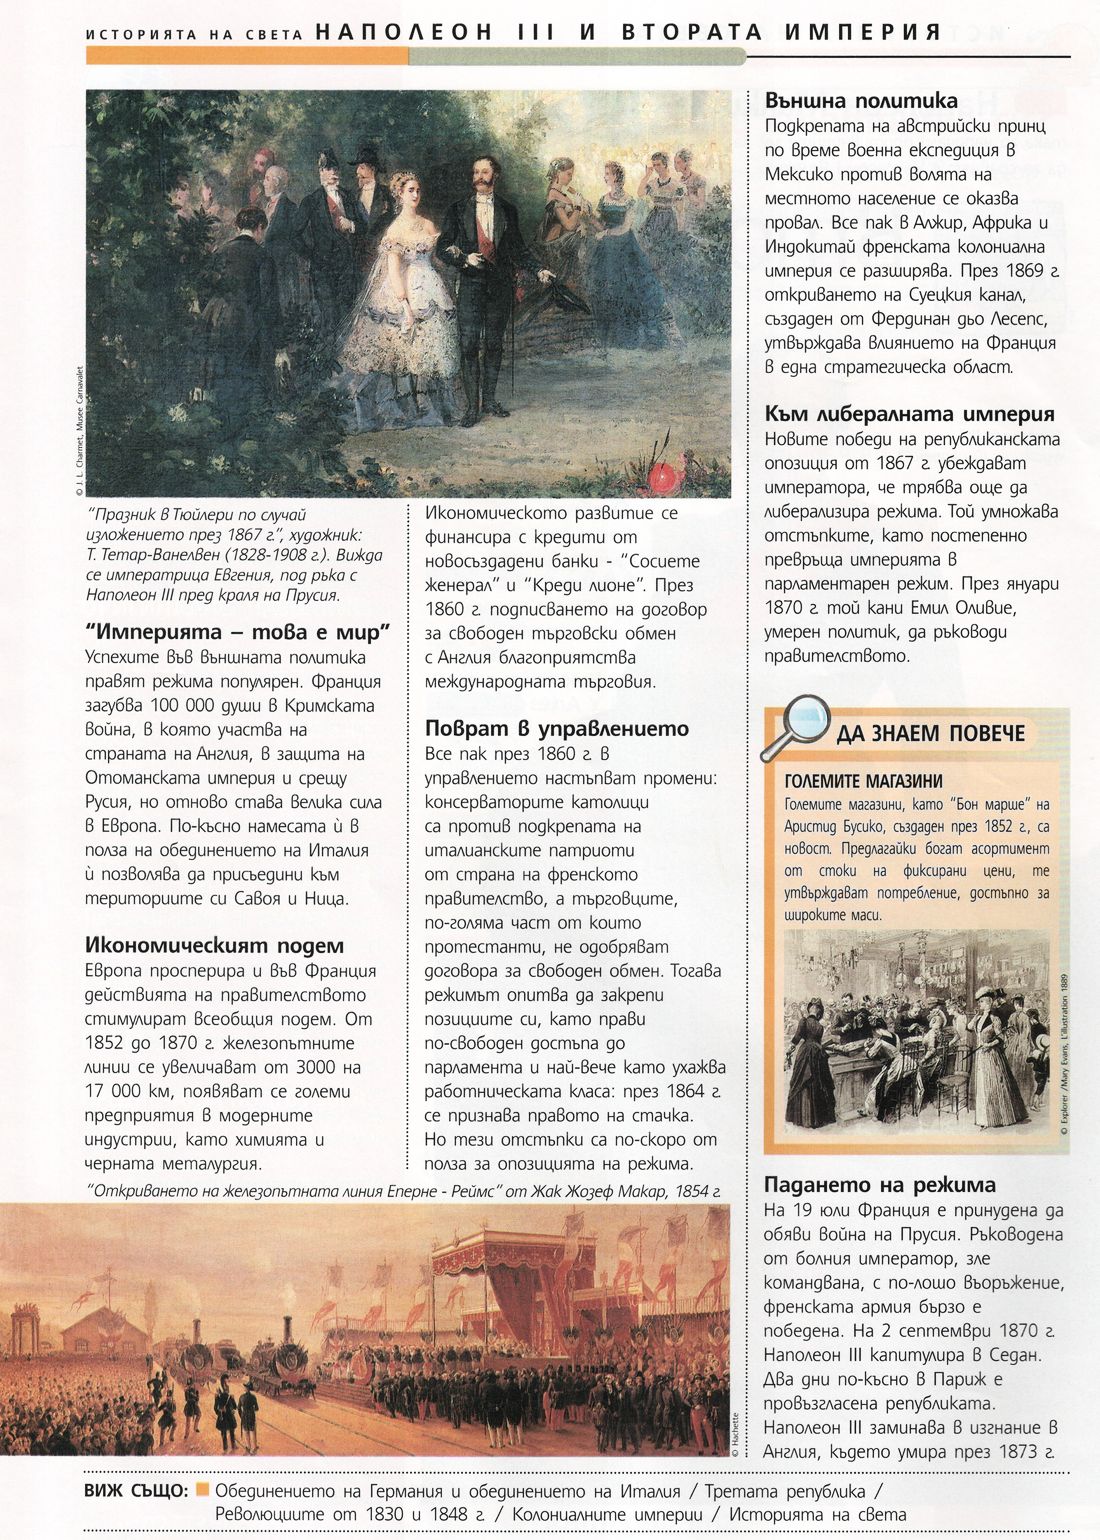 ИСТОРИЯТА НА СВЕТА НАПОЛЕОН III И ВТОРАТА ИМПЕРИЯ
© J. L. Charmet, Musee Carnavalet
"Празник в Тюйлери по случай
изложението през 1867 г.", художник:
Т. Тетар-Ванелвен (1828-1908 г.). Вижда
се императрица Евгения, под ръка с
Наполеон III пред краля на Прусия.
"Империята – това е мир"
Успехите във външната политика
правят режима популярен. Франция
загубва 100 000 души в Кримската
война, в която участва на
страната на Англия, в защита на
Отоманската империя и срещу
Русия, но отново става велика сила
в Европа. По-късно намесата ѝ в
полза на обединението на Италия
ѝ позволява да присъедини към
териториите си Савоя и Ница.
Икономическият подем
Европа просперира и във Франция
действията на правителството
стимулират всеобщия подем. От
1852 до 1870 г. железопътните
линии се увеличават от 3000 на
17 000 км, появяват се големи
предприятия в модерните
индустрии, като химията и
черната металургия.
Икономическото развитие се
финансира с кредити от
новосъздадени банки - "Сосиете
женерал" и "Креди лионе". През
1860 г. подписването на договор
за свободен търговски обмен
с Англия благоприятства
международната търговия.
Поврат в управлението
Все пак през 1860 г. в
управлението настъпват промени:
консерваторите католици
са против подкрепата на
италианските патриоти
от страна на френското
правителство, а търговците,
по-голяма част от които
протестанти, не одобряват
договора за свободен обмен. Тогава
режимът опитва да закрепи
позициите си, като прави
по-свободен достъпа до
парламента и най-вече като ухажва
работническата класа: през 1864 г.
се признава правото на стачка.
Но тези отстъпки са по-скоро от
полза за опозицията на режима.
"Откриването на железопътната линия Еперне - Реймс" от Жак Жозеф Макар, 1854 г.
© Hachette
Външна политика
Подкрепата на австрийски принц
по време военна експедиция в
Мексико против волята на
местното население се оказва
провал. Все пак в Алжир, Африка и
Индокитай френската колониална
империя се разширява. През 1869 г.
откриването на Суецкия канал,
създаден от Фердинан дьо Лесепс,
утвърждава влиянието на Франция
в една стратегическа област.
Към либералната империя
Новите победи на републиканската
опозиция от 1867 г. убеждават
императора, че трябва още да
либерализира режима. Той умножава
отстъпките, като постепенно
превръща империята в
парламентарен режим. През януари
1870 г. той кани Емил Оливие,
умерен политик, да ръководи
правителството.
ДА ЗНАЕМ ПОВЕЧЕ
ГОЛЕМИТЕ МАГАЗИНИ
Големите магазини, като "Бон марше" на
Аристид Бусико, създаден през 1852 г., са
новост. Предлагайки богат асортимент
от стоки на фиксирани цени, те
утвърждават потребление, достъпно за
широките маси.
© Explorer /Mary Evans, L'illustration 1889
Падането на режима
На 19 юли Франция е принудена да
обяви война на Прусия. Ръководена
от болния император, зле
командвана, с по-лошо въоръжение,
френската армия бързо е
победена. На 2 септември 1870 г.
Наполеон III капитулира в Седан.
Два дни по-късно в Париж е
провъзгласена републиката.
Наполеон III заминава в изгнание в
Англия, където умира през 1873 г.
ВИЖ СЪЩО: Обединението на Германия и обединението на Италия / Третата република /
Революциите от 1830 и 1848 г. / Колониалните империи / Историята на света